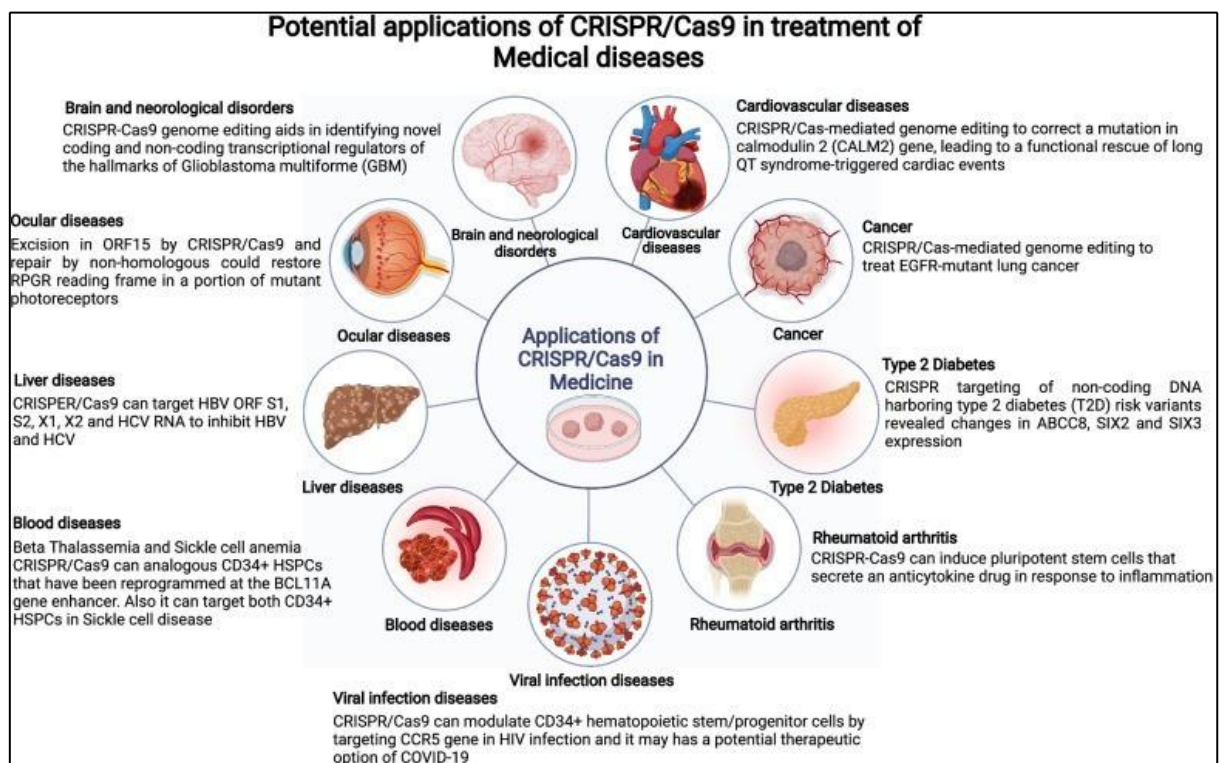 Potential applications of CRISPR/Cas9 in treatment of
Medical diseases
Brain and neorological disorders
CRISPR-Cas9 genome editing aids in identifying novel
coding and non-coding transcriptional regulators of
the hallmarks of Glioblastoma multiforme (GBM)
Cardiovascular diseases
CRISPR/Cas-mediated genome editing to correct a mutation in
calmodulin 2 (CALM2) gene, leading to a functional rescue of long
QT syndrome-triggered cardiac events
Brain and neorological
disorders
Cardiovascular
diseases
Ocular diseases
Excision in ORF15 by CRISPR/Cas9 and
repair by non-homologous could restore
RPGR reading frame in a portion of mutant
photoreceptors
Ocular diseases
Cancer
CRISPR/Cas-mediated genome editing to
treat EGFR-mutant lung cancer
Cancer
Applications of
CRISPR/Cas9 in
Medicine
Liver diseases
CRISPER/Cas9 can target HBV ORF S1,
S2, X1, X2 and HCV RNA to inhibit HBV
and HCV
Liver diseases
Type 2 Diabetes
CRISPR targeting of non-coding DNA
harboring type 2 diabetes (T2D) risk variants
revealed changes in ABCC8, SIX2 and SIX3
expression
Type 2 Diabetes
Blood diseases
Beta Thalassemia and Sickle cell anemia
CRISPR/Cas9 can analogous CD34+ HSPCs
that have been reprogrammed at the BCL11A
gene enhancer. Also it can target both CD34+
HSPCs in Sickle cell disease
Blood diseases
Rheumatoid arthritis
CRISPR-Cas9 can induce pluripotent stem cells that
secrete an anticytokine drug in response to inflammation
Rheumatoid arthritis
Viral infection diseases
Viral infection diseases
CRISPR/Cas9 can modulate CD34+ hematopoietic stem/progenitor cells by
targeting CCR5 gene in HIV infection and it may has a potential therapeutic
option of COVID-19